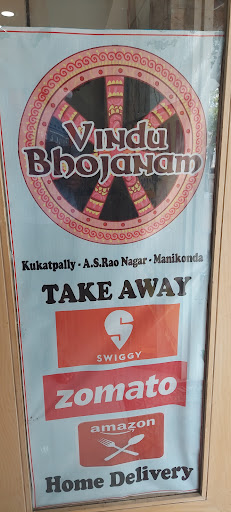 Vindu
Bhojanam
Kukatpally - A.S.Rao Nagar - Manikonda
TAKE AWAY
SWIGGY
zomato
amazon
Home Delivery